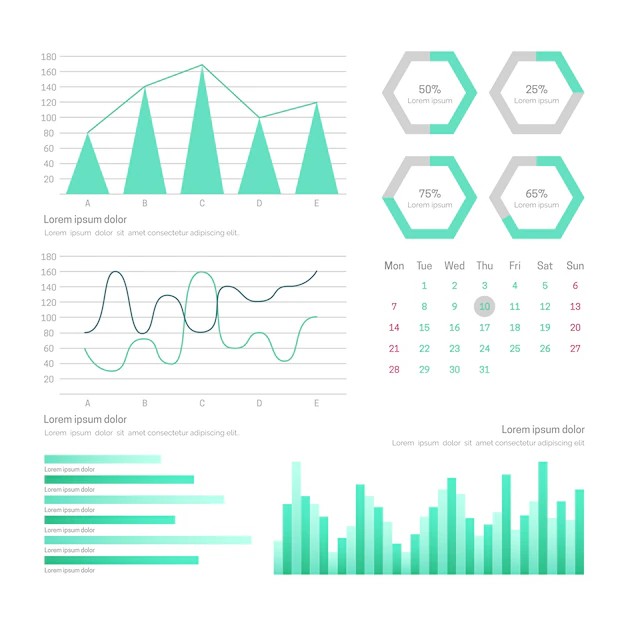 180
160
140
120
100
80
60
40
20
A B C D E
Lorem ipsum dolor
Lorem ipsum dolor sit amet consectetur adipiscing elit.
50%
Lorem ipsum
25%
Lorem ipsum
75%
Lorem ipsum
65%
Lorem ipsum
180
160
140
120
100
80
60
40
20
A B C D E
Lorem ipsum dolor
Lorem ipsum dolor sit amet consectetur adipiscing elit.
Mon Tue Wed Thu Fri Sat Sun
1 2 3 4 5 6
7 8 9 10 11 12 13
14 15 16 17 18 19 20
21 22 23 24 25 26 27
28 29 30 31
Lorem ipsum dolor
Lorem ipsum dolor
Lorem ipsum dolor
Lorem ipsum dolor
Lorem ipsum dolor
Lorem ipsum dolor
Lorem ipsum dolor
Lorem ipsum dolor sit amet consectetur adipiscing elit.